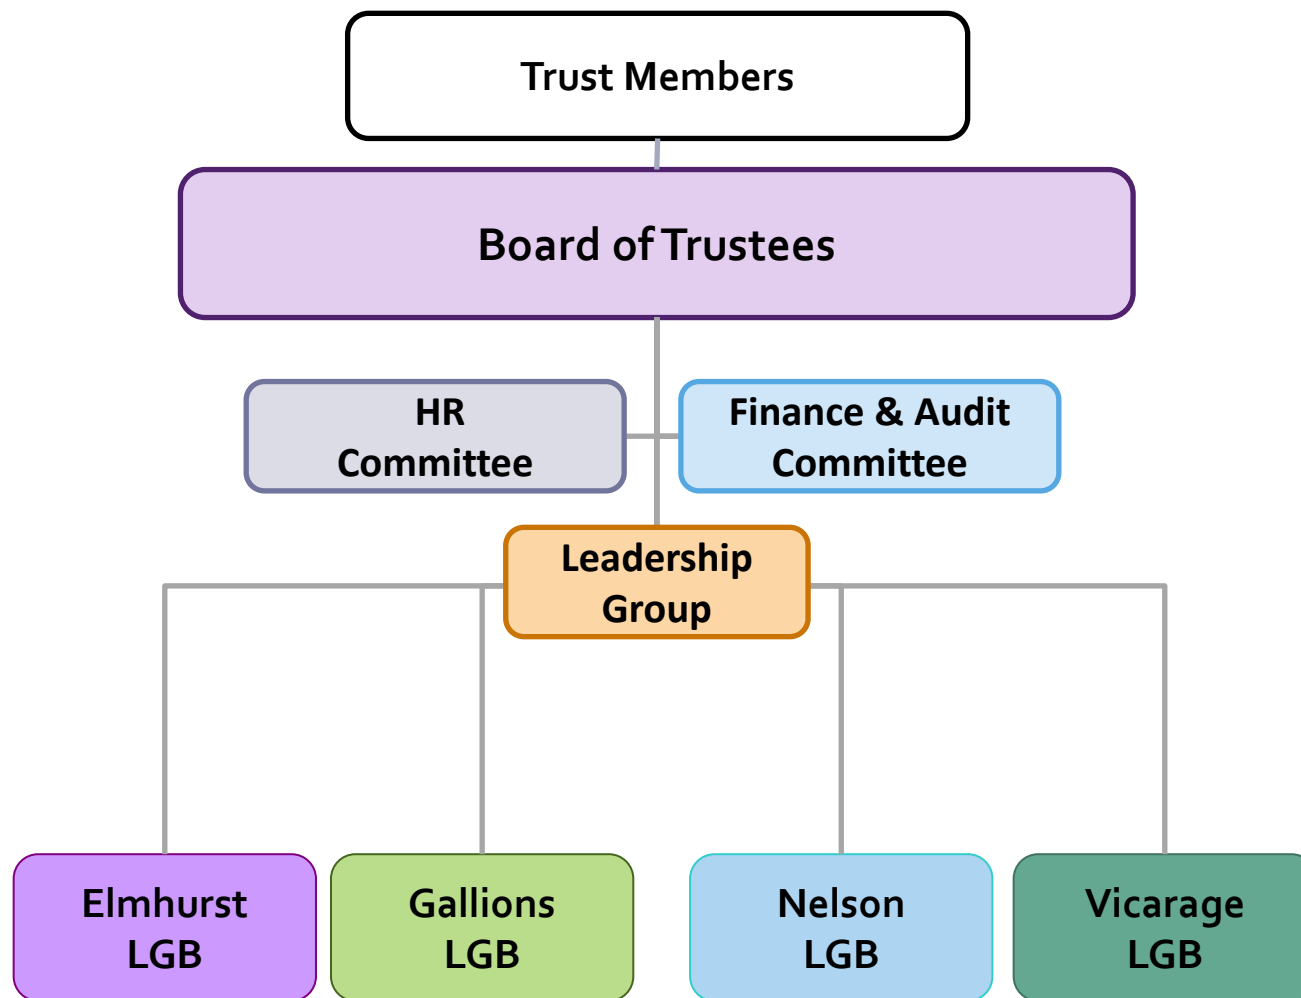 Trust Members
Board of Trustees
HR
Committee
Finance & Audit
Committee
Leadership
Group
Elmhurst
LGB
Gallions
LGB
Nelson
LGB
Vicarage
LGB